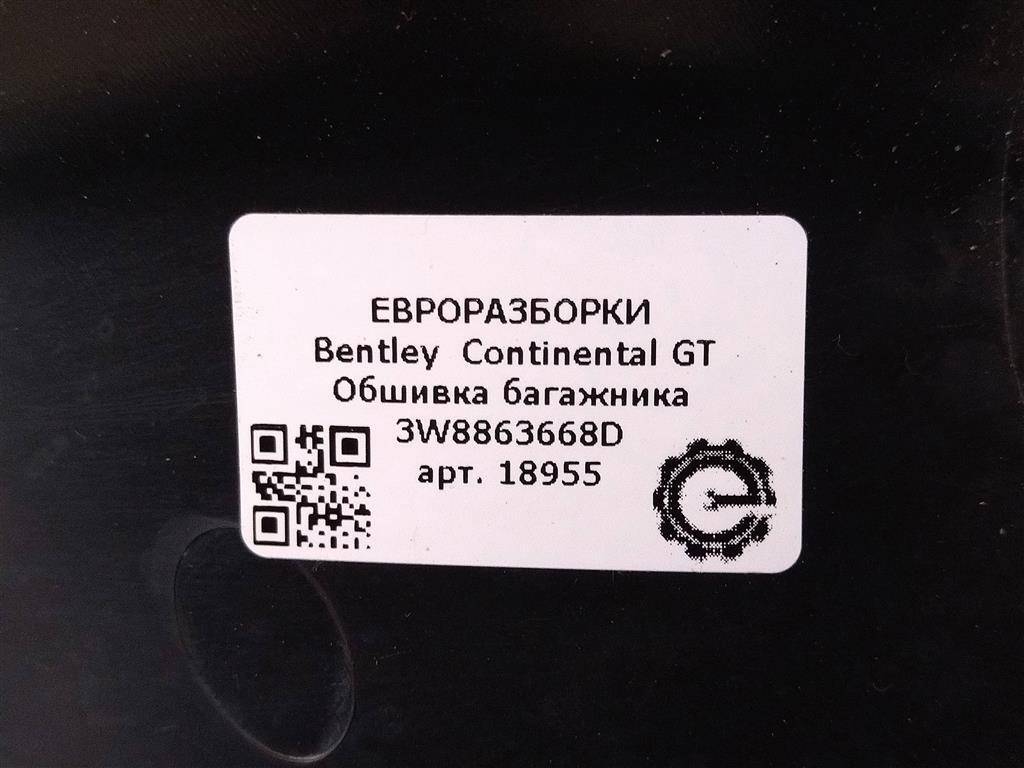 ЕВРОРАЗБОРКИ
Bentley Continental GT
Обшивка багажника
3W8863668D
арт. 18955